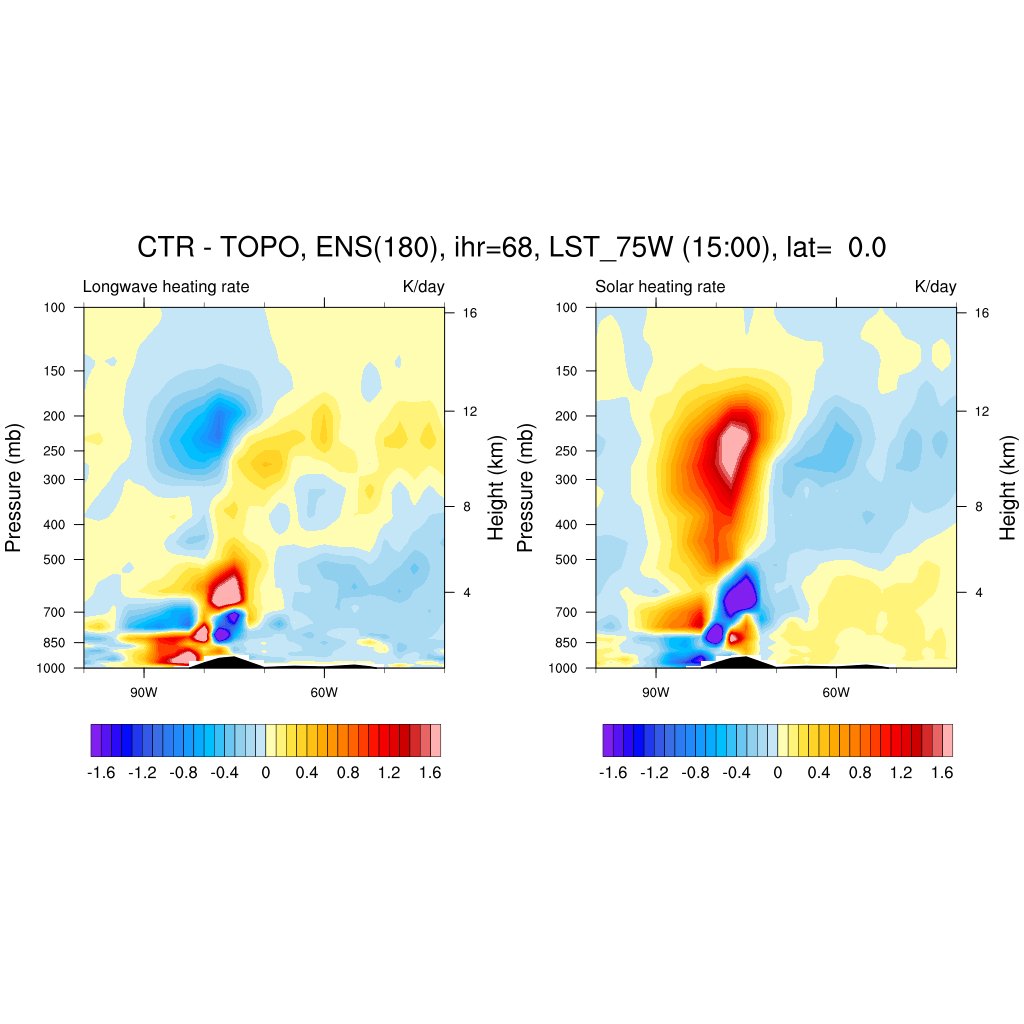 CTR - TOPO, ENS(180), ihr=68, LST_75W (15:00), lat=  0.0
Longwave heating rate K/day
100
150
200
250
300
400
500
700
850
1000
Pressure (mb)
16
12
8
4
Height (km)
90W 60W
-1.6 -1.2 -0.8 -0.4 0 0.4 0.8 1.2 1.6
Solar heating rate K/day
100
150
200
250
300
400
500
700
850
1000
Pressure (mb)
16
12
8
4
Height (km)
90W 60W
-1.6 -1.2 -0.8 -0.4 0 0.4 0.8 1.2 1.6